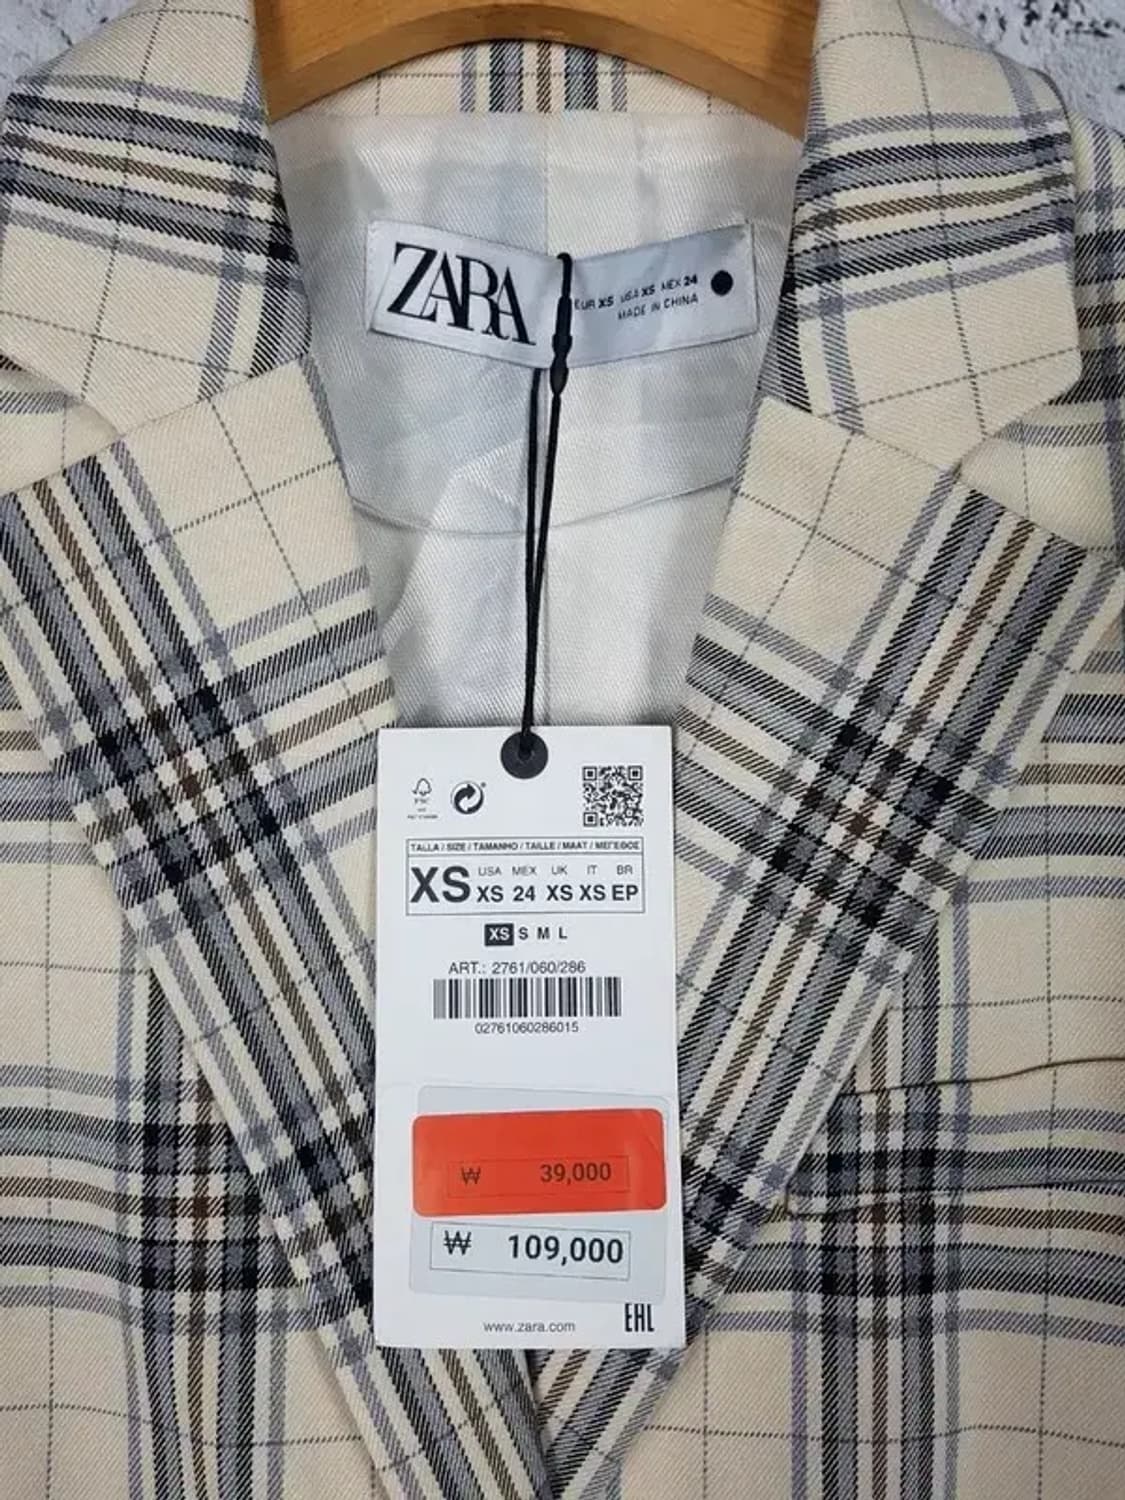 ZARA
EUR XS USA XS MEX 24
MADE IN CHINA
FSC
TALLA / SIZE / TAMANHO / TAILLE / MAAT / ΜΕΓΕΘΟΣ
XS
USA MEX UK IT BR
XS 24 XS XS EP
XS S M L
ART.: 2761/060/286
02761060286015
₩ 39,000
₩ 109,000
EAC
www.zara.com